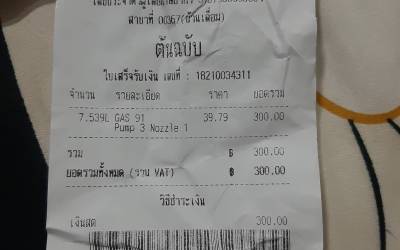 สาขาที่ 00367(บ้านเลื่อม)
ต้นฉบับ
ใบเสร็จรับเงิน เลขที่ : 18210034311
จำนวน รายละเอียด ราคา ยอดรวม
7.539L GAS 91 39.79 300.00
Pump 3 Nozzle 1
รวม ฿ 300.00
ยอดรวมทั้งหมด (รวม VAT) ฿ 300.00
วิธีชำระเงิน
เงินสด 300.00